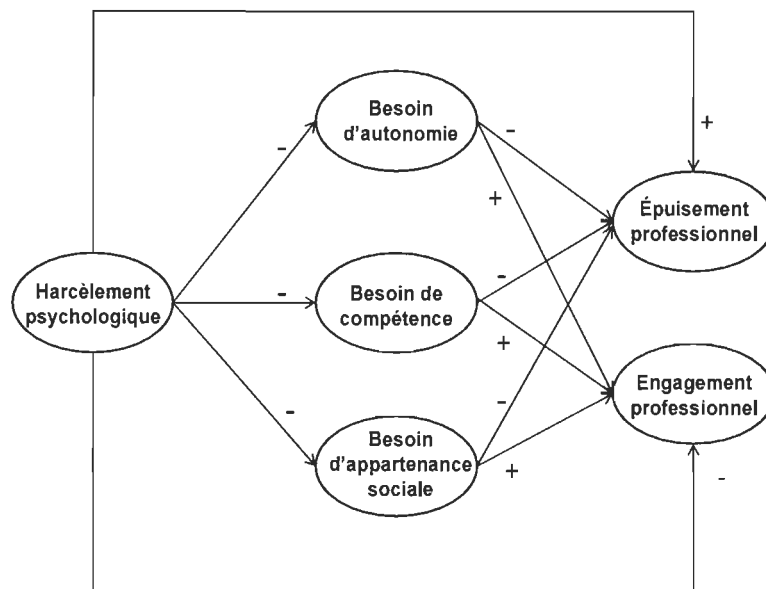 Besoin
d'autonomie
-
-
+
+
Épuisement
professionnel
Harcèlement
psychologique
-
Besoin de
compétence
-
+
Engagement
professionnel
-
Besoin
d'appartenance
sociale
-
+
-